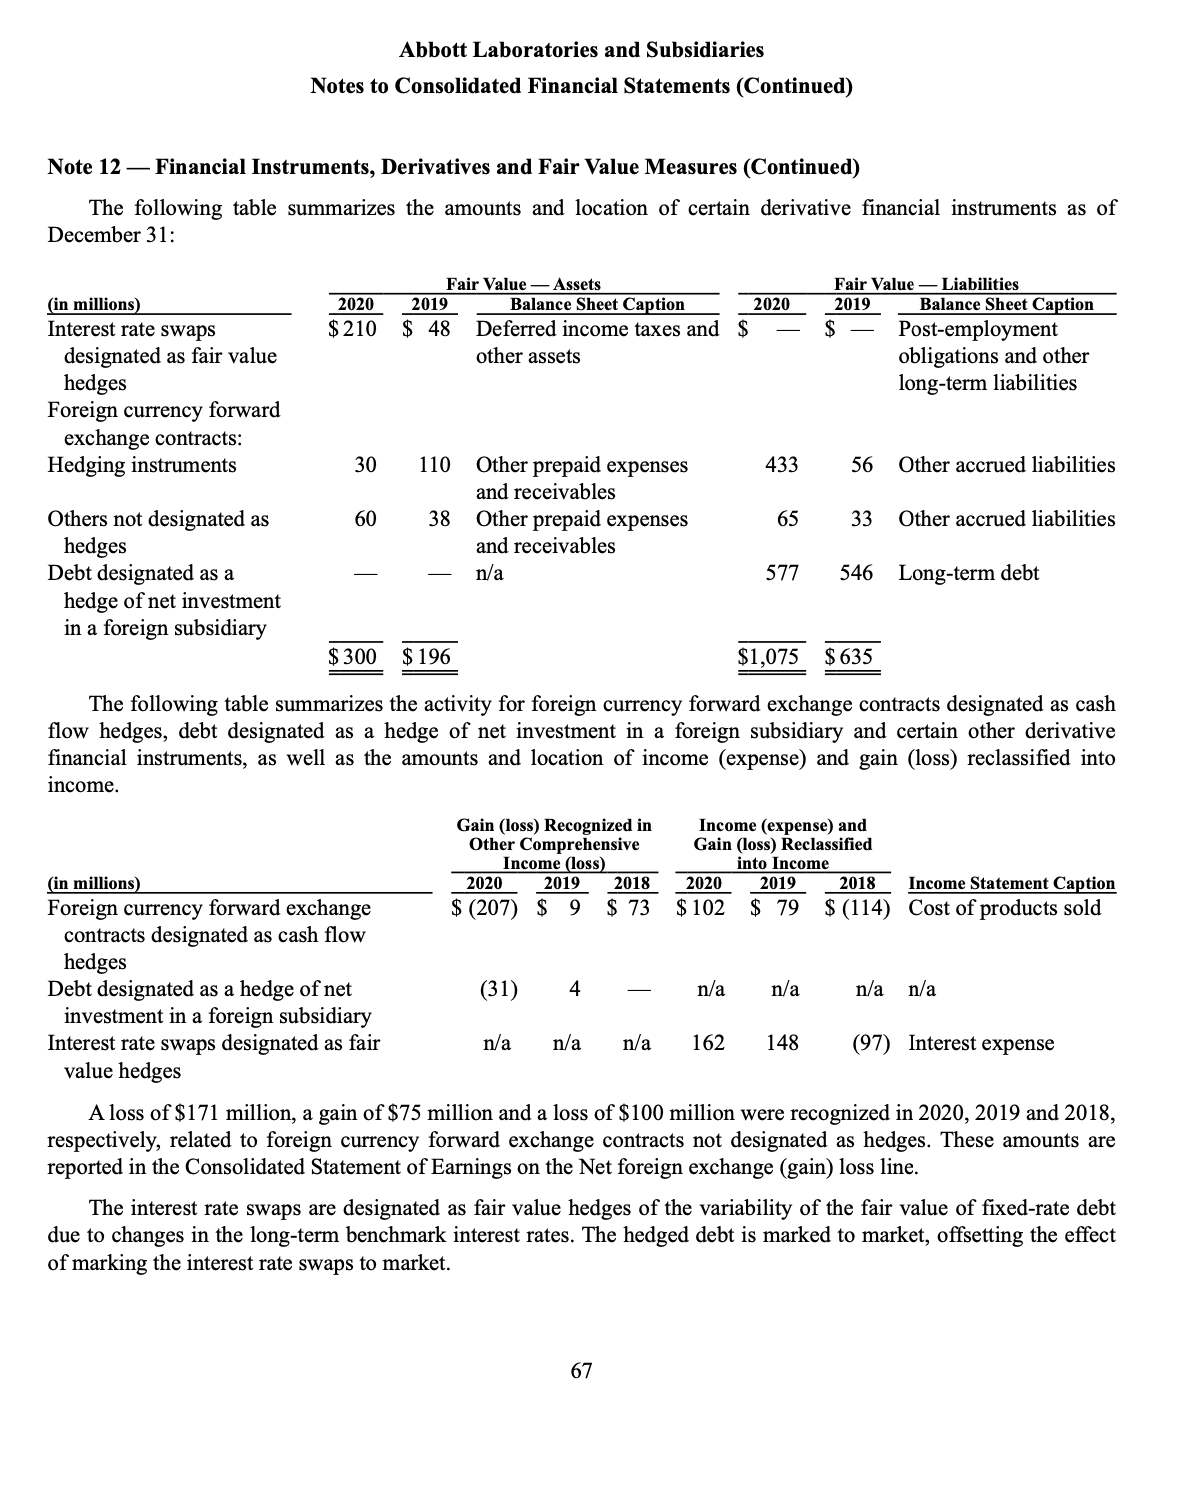 Abbott Laboratories and Subsidiaries
Notes to Consolidated Financial Statements (Continued)
Note 12 — Financial Instruments, Derivatives and Fair Value Measures (Continued)
The following table summarizes the amounts and location of certain derivative financial instruments as of
December 31:
Fair Value — Assets Fair Value — Liabilities
(in millions) 2020 2019 Balance Sheet Caption 2020 2019 Balance Sheet Caption
Interest rate swaps $ 210 $ 48 Deferred income taxes and $ — $ — Post-employment
designated as fair value other assets obligations and other
hedges long-term liabilities
Foreign currency forward
exchange contracts:
Hedging instruments 30 110 Other prepaid expenses 433 56 Other accrued liabilities
and receivables
Others not designated as 60 38 Other prepaid expenses 65 33 Other accrued liabilities
hedges and receivables
Debt designated as a — — n/a 577 546 Long-term debt
hedge of net investment
in a foreign subsidiary
$ 300 $ 196 $1,075 $ 635
The following table summarizes the activity for foreign currency forward exchange contracts designated as cash
flow hedges, debt designated as a hedge of net investment in a foreign subsidiary and certain other derivative
financial instruments, as well as the amounts and location of income (expense) and gain (loss) reclassified into
income.
Gain (loss) Recognized in Income (expense) and
Other Comprehensive Gain (loss) Reclassified
Income (loss) into Income
(in millions) 2020 2019 2018 2020 2019 2018 Income Statement Caption
Foreign currency forward exchange $ (207) $ 9 $ 73 $ 102 $ 79 $ (114) Cost of products sold
contracts designated as cash flow
hedges
Debt designated as a hedge of net (31) 4 — n/a n/a n/a n/a
investment in a foreign subsidiary
Interest rate swaps designated as fair n/a n/a n/a 162 148 (97) Interest expense
value hedges
A loss of $171 million, a gain of $75 million and a loss of $100 million were recognized in 2020, 2019 and 2018,
respectively, related to foreign currency forward exchange contracts not designated as hedges. These amounts are
reported in the Consolidated Statement of Earnings on the Net foreign exchange (gain) loss line.
The interest rate swaps are designated as fair value hedges of the variability of the fair value of fixed-rate debt
due to changes in the long-term benchmark interest rates. The hedged debt is marked to market, offsetting the effect
of marking the interest rate swaps to market.
67